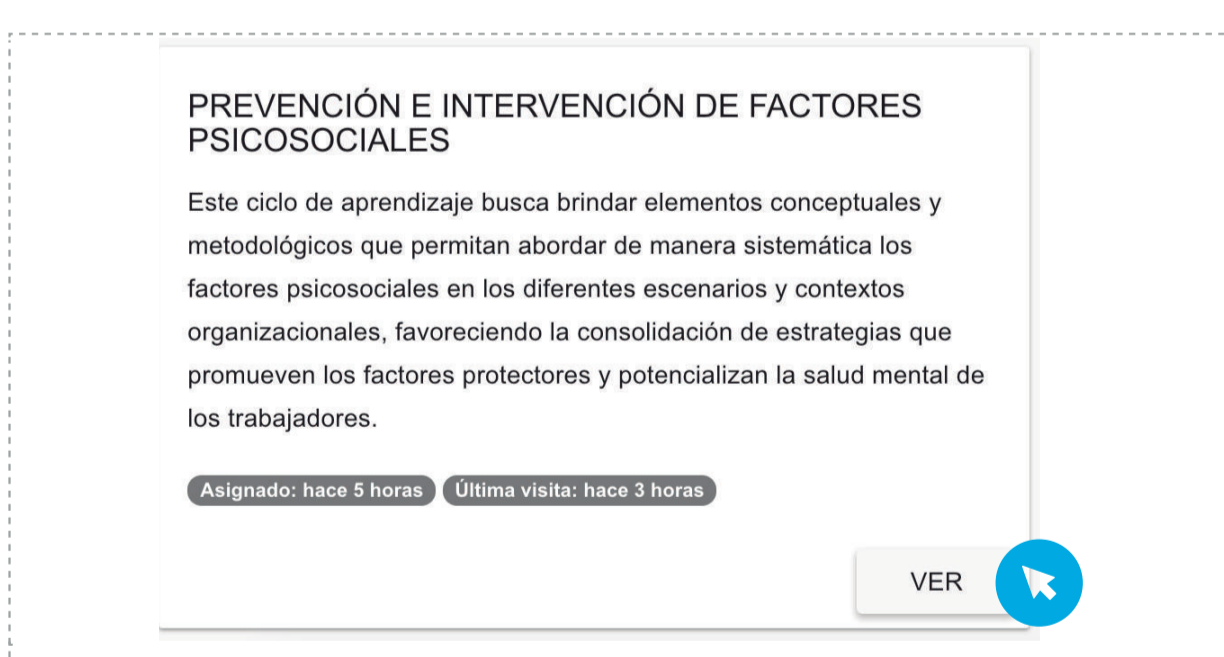 PREVENCIÓN E INTERVENCIÓN DE FACTORES
PSICOSOCIALES
Este ciclo de aprendizaje busca brindar elementos conceptuales y
metodológicos que permitan abordar de manera sistemática los
factores psicosociales en los diferentes escenarios y contextos
organizacionales, favoreciendo la consolidación de estrategias que
promueven los factores protectores y potencializan la salud mental de
los trabajadores.
Asignado: hace 5 horas Última visita: hace 3 horas
VER